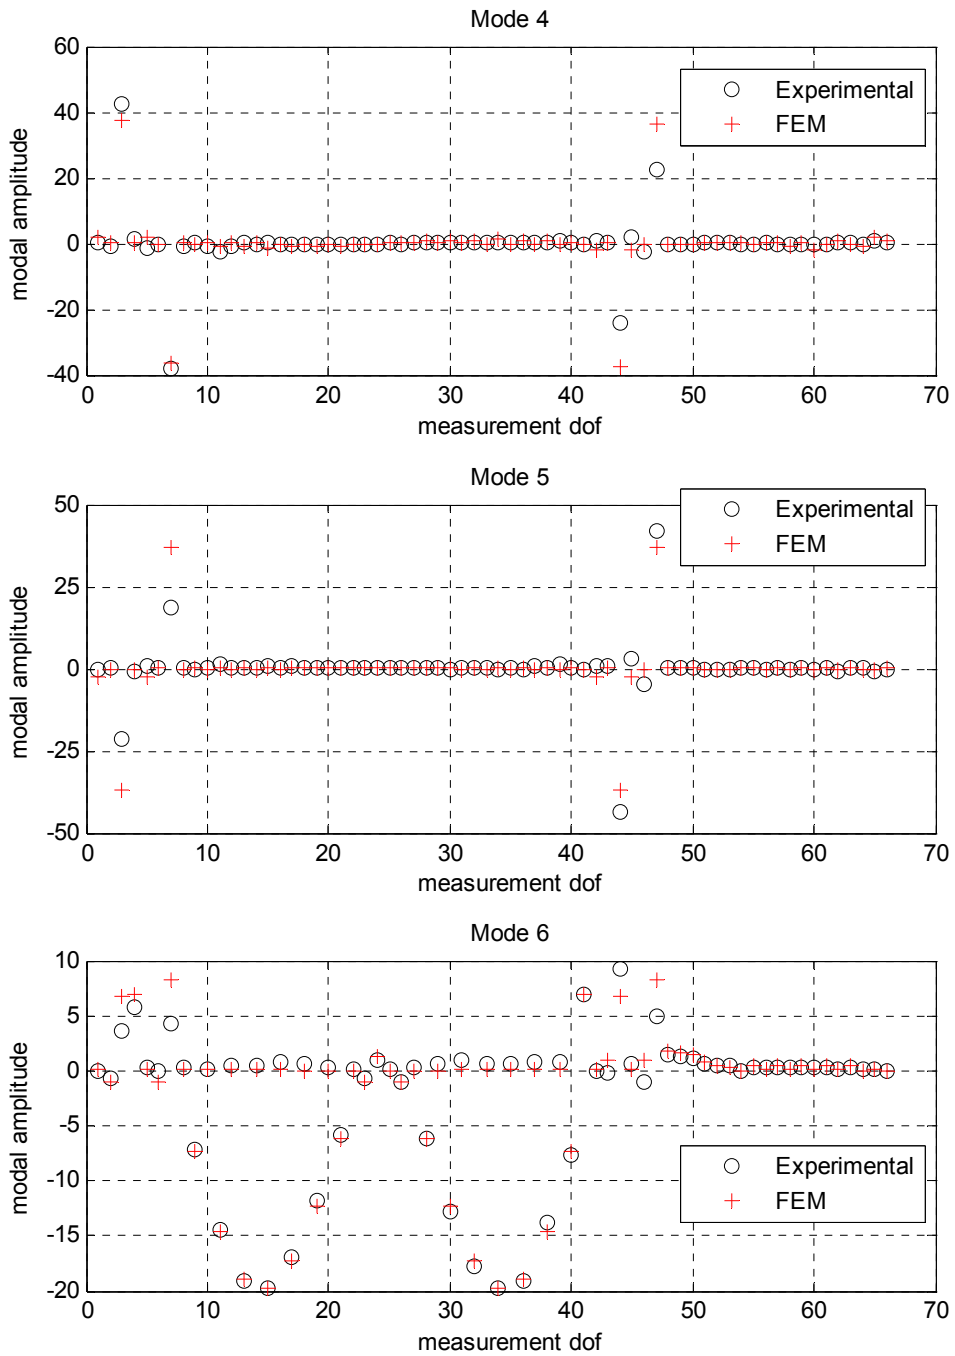 Mode 4
60
40
20
0
-20
-40
0 10 20 30 40 50 60 70
modal amplitude
measurement dof
Experimental
FEM
Mode 5
50
25
0
-25
-50
0 10 20 30 40 50 60 70
modal amplitude
measurement dof
Experimental
FEM
Mode 6
10
5
0
-5
-10
-15
-20
0 10 20 30 40 50 60 70
modal amplitude
measurement dof
Experimental
FEM